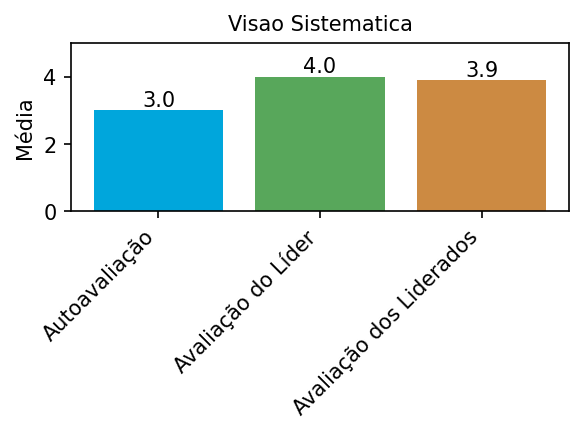 Visao Sistematica
Média
4
2
0
3.0
4.0
3.9
Autoavaliação
Avaliação do Líder
Avaliação dos Liderados